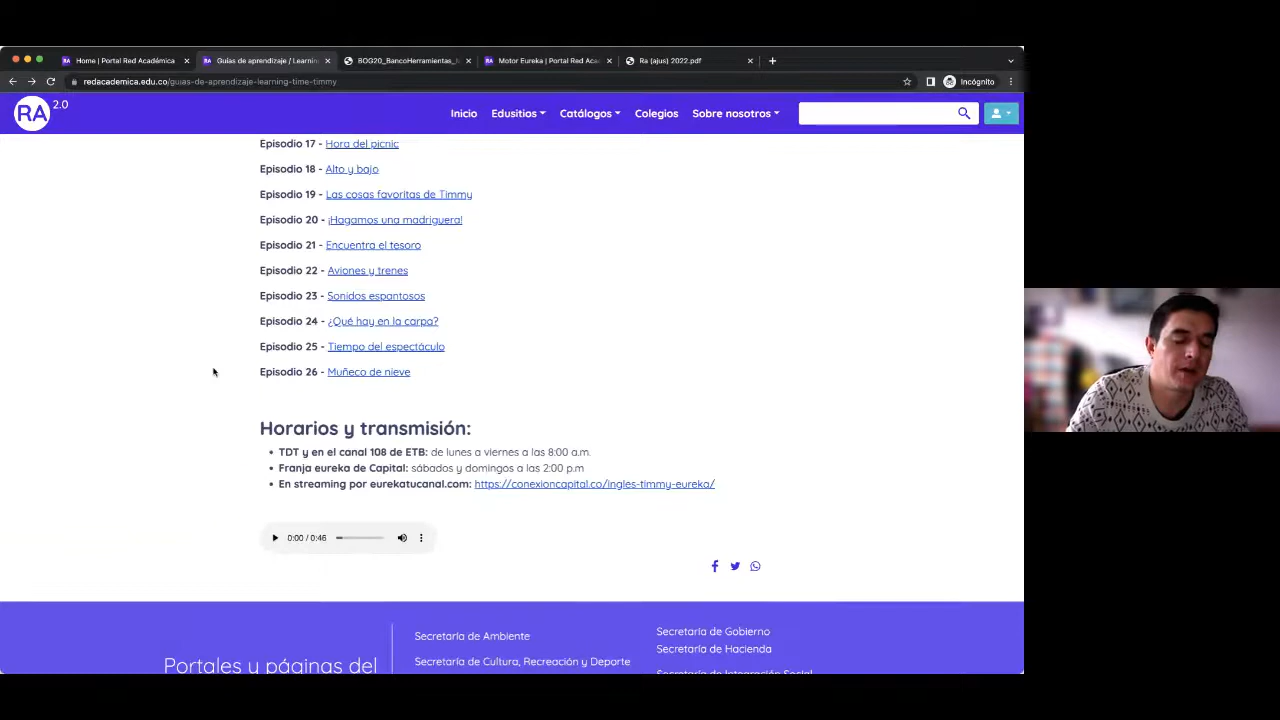 Home | Portal Red Académica
Guías de aprendizaje / Learnin
BOG20_BancoHerramientas_
Motor Eureka | Portal Red Aca
Ra (ajus) 2022.pdf
redacademica.edu.co/guias-de-aprendizaje-learning-time-timmy
Incógnito
RA 2.0
Inicio
Edusitios
Catálogos
Colegios
Sobre nosotros
Episodio 17 - Hora del picnic
Episodio 18 - Alto y bajo
Episodio 19 - Las cosas favoritas de Timmy
Episodio 20 - ¡Hagamos una madriguera!
Episodio 21 - Encuentra el tesoro
Episodio 22 - Aviones y trenes
Episodio 23 - Sonidos espantosos
Episodio 24 - ¿Qué hay en la carpa?
Episodio 25 - Tiempo del espectáculo
Episodio 26 - Muñeco de nieve
Horarios y transmisión:
• TDT y en el canal 108 de ETB: de lunes a viernes a las 8:00 a.m.
• Franja eureka de Capital: sábados y domingos a las 2:00 p.m
• En streaming por eurekatucanal.com: https://conexioncapital.co/ingles-timmy-eureka/
0:00 / 0:46
Portales y páginas del
Secretaría de Ambiente
Secretaría de Cultura, Recreación y Deporte
Secretaría de Gobierno
Secretaría de Hacienda
Secretaría de Integración Social